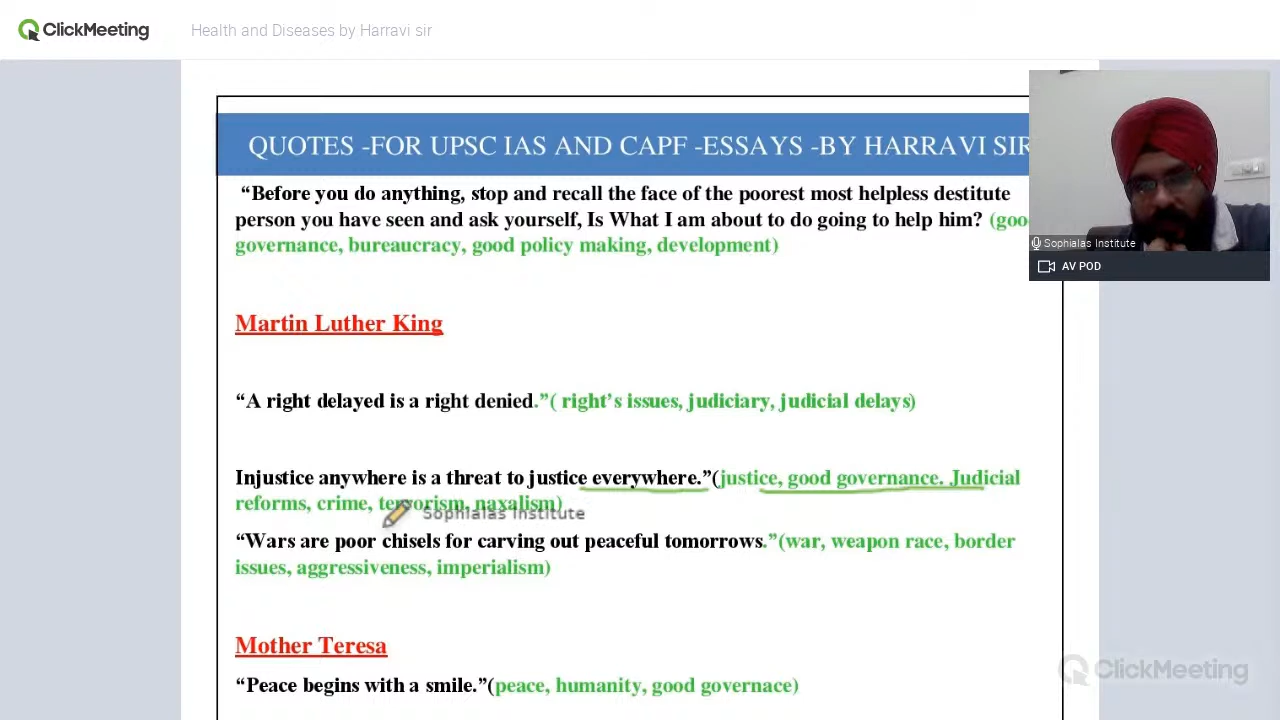 ClickMeeting
Health and Diseases by Harravi sir
QUOTES -FOR UPSC IAS AND CAPF -ESSAYS -BY HARRAVI SIR
“Before you do anything, stop and recall the face of the poorest most helpless destitute
person you have seen and ask yourself, Is What I am about to do going to help him? (goo
governance, bureaucracy, good policy making, development)
Sophialas Institute
AV POD
Martin Luther King
“A right delayed is a right denied.”( right’s issues, judiciary, judicial delays)
Injustice anywhere is a threat to justice everywhere.”(justice, good governance. Judicial
reforms, crime, terrorism, naxalism)
Sophialas Institute
“Wars are poor chisels for carving out peaceful tomorrows.”(war, weapon race, border
issues, aggressiveness, imperialism)
Mother Teresa
“Peace begins with a smile.”(peace, humanity, good governace)
ClickMeeting